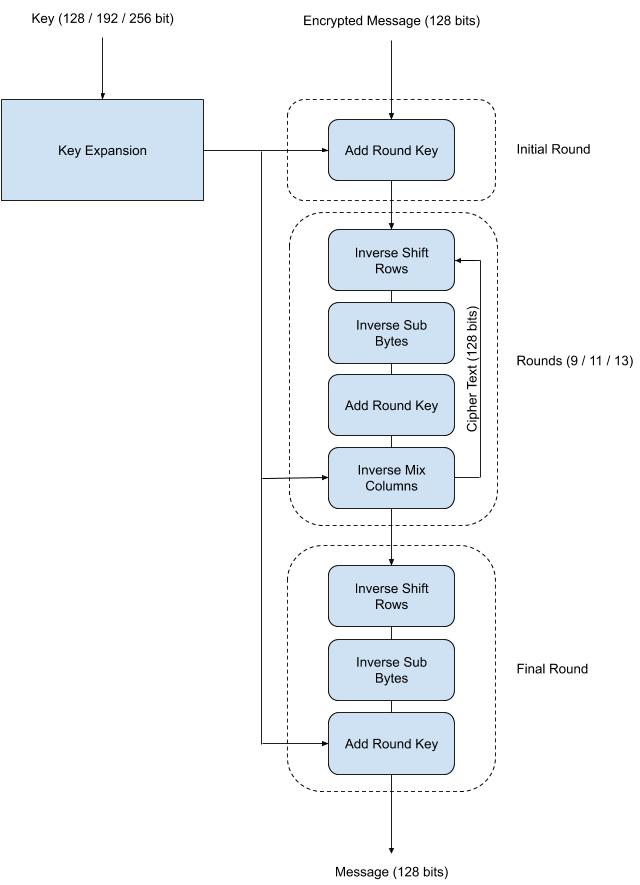 Key (128 / 192 / 256 bit)
Encrypted Message (128 bits)
Key Expansion
Add Round Key
Initial Round
Inverse Shift
Rows
Inverse Sub
Bytes
Cipher Text (128 bits)
Rounds (9 / 11 / 13)
Add Round Key
Inverse Mix
Columns
Inverse Shift
Rows
Inverse Sub
Bytes
Final Round
Add Round Key
Message (128 bits)